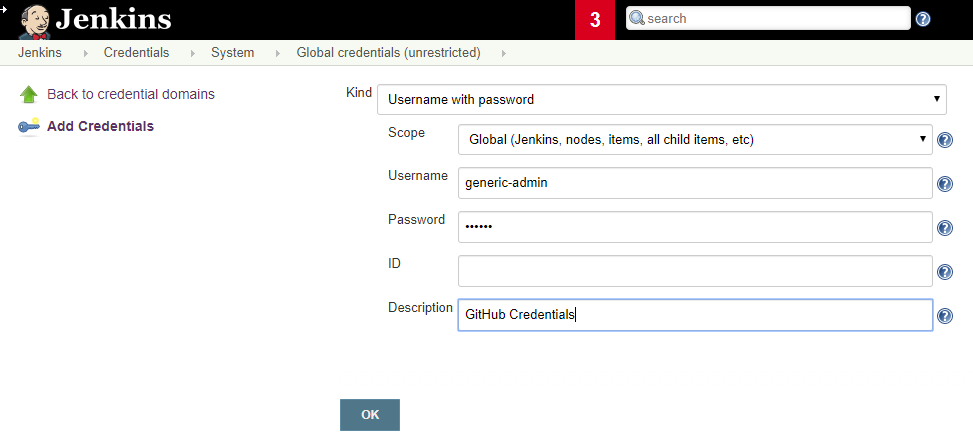 Jenkins
3
search
Jenkins
Credentials
System
Global credentials (unrestricted)
Back to credential domains
Add Credentials
Kind
Username with password
Scope
Global (Jenkins, nodes, items, all child items, etc)
Username
generic-admin
Password
••••••
ID
Description
GitHub Credentials
OK